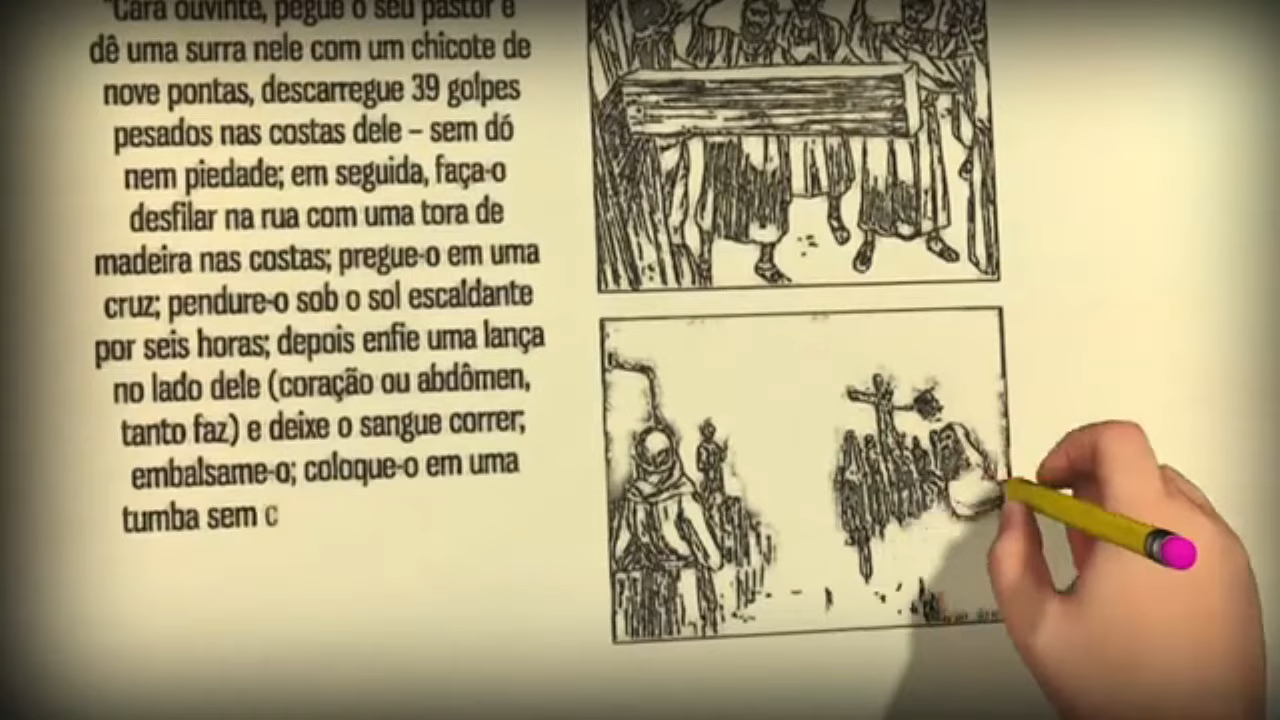 "Cara ouvinte, pegue o seu pastor e
dê uma surra nele com um chicote de
nove pontas, descarregue 39 golpes
pesados nas costas dele – sem dó
nem piedade; em seguida, faça-o
desfilar na rua com uma tora de
madeira nas costas; pregue-o em uma
cruz; pendure-o sob o sol escaldante
por seis horas; depois enfie uma lança
no lado dele (coração ou abdômen,
tanto faz) e deixe o sangue correr;
embalsame-o; coloque-o em uma
tumba sem c